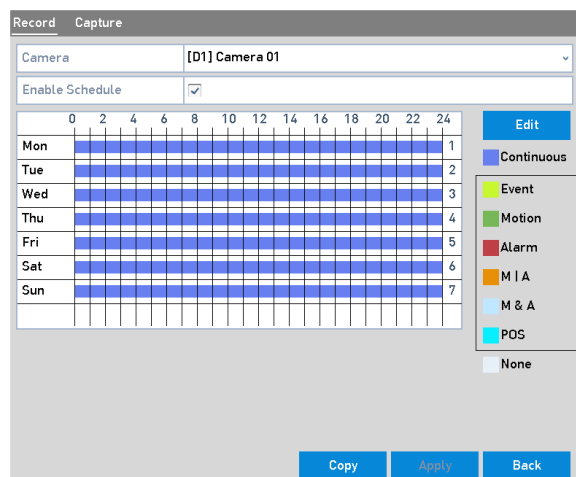 Record Capture
Camera [D1] Camera 01
Enable Schedule
0 2 4 6 8 10 12 14 16 18 20 22 24
Edit
Mon 1
Continuous
Tue 2
Event
Wed 3
Motion
Thu 4
Alarm
Fri 5
M | A
Sat 6
M & A
Sun 7
POS
None
Copy Apply Back